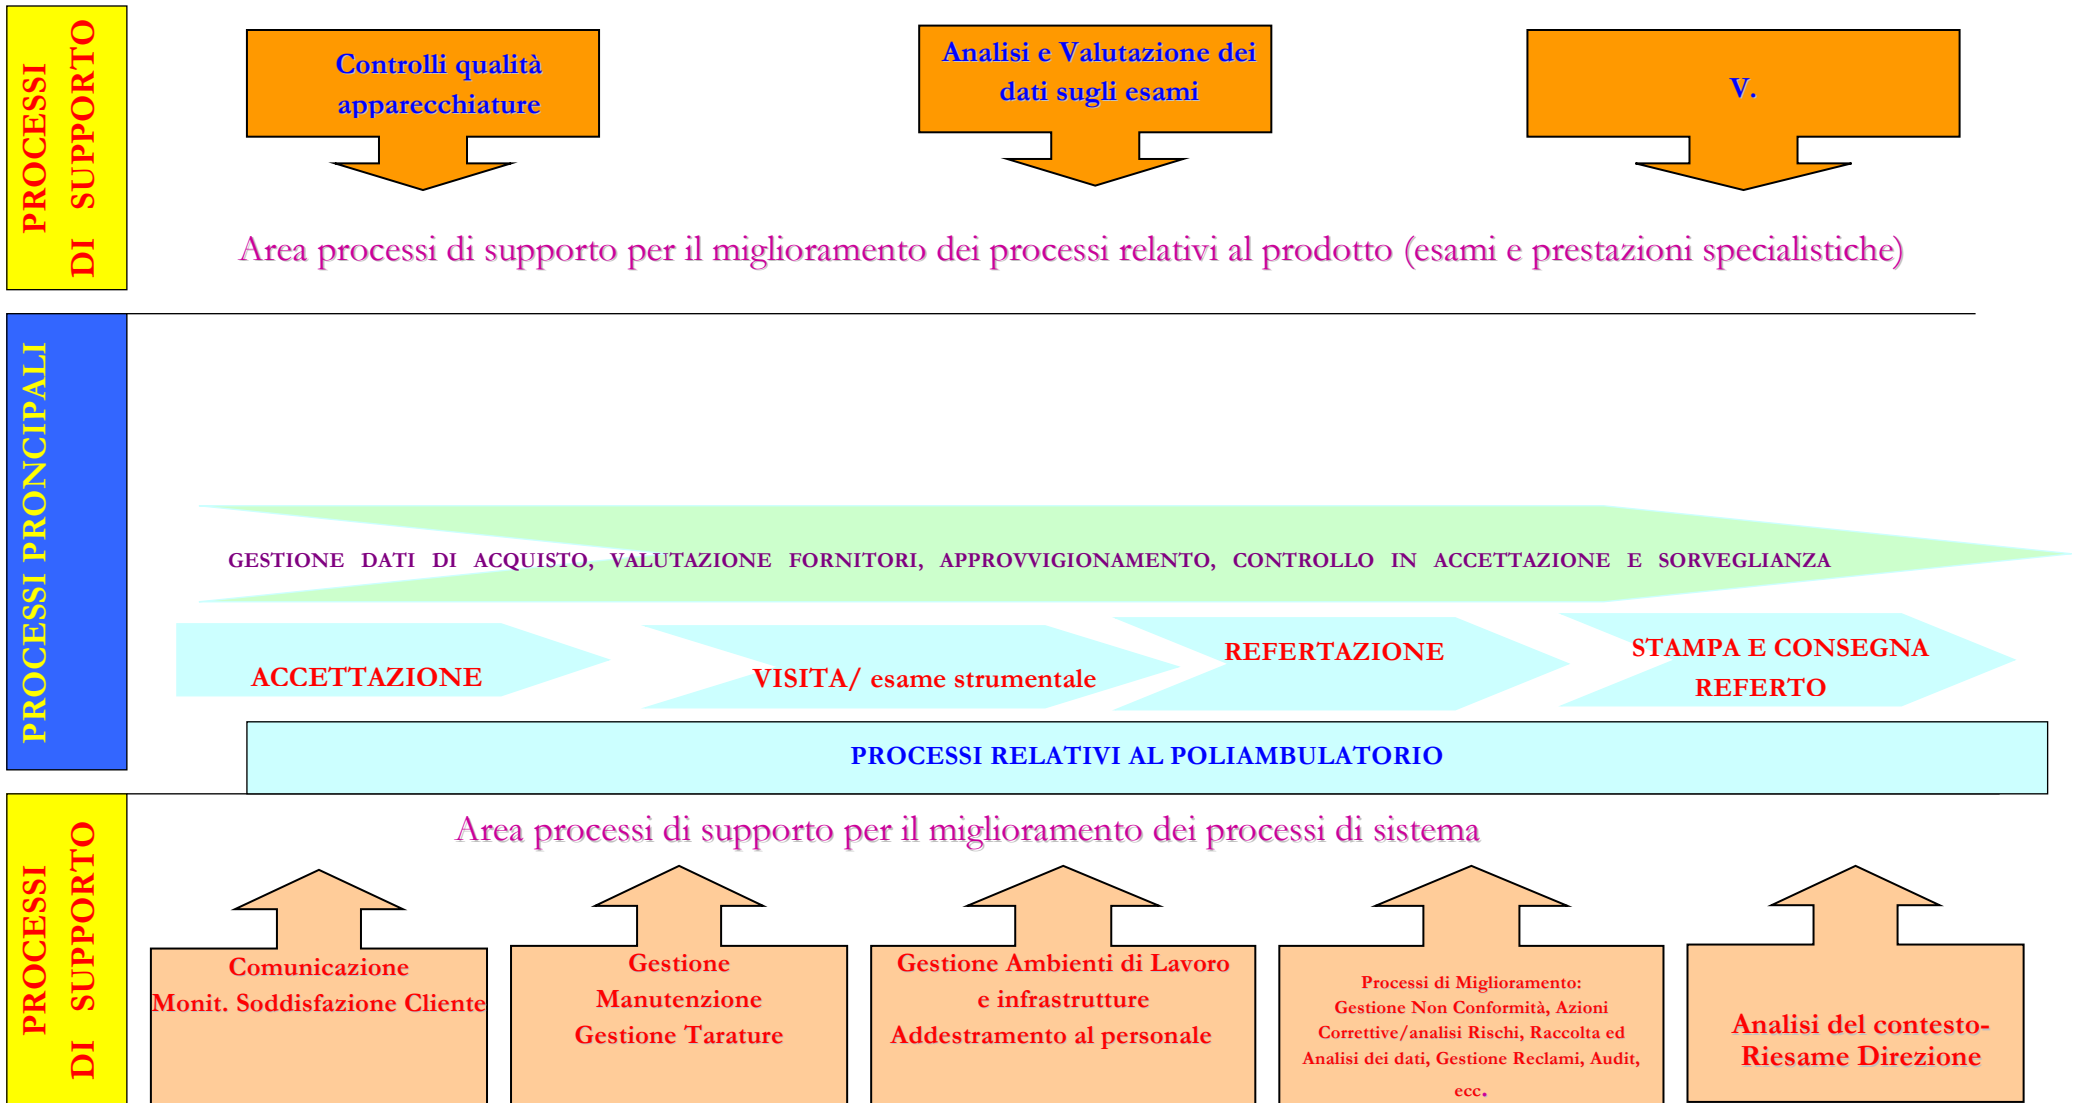 PROCESSI
DI SUPPORTO
Controlli qualità
apparecchiature
Analisi e Valutazione dei
dati sugli esami
V.
Area processi di supporto per il miglioramento dei processi relativi al prodotto (esami e prestazioni specialistiche)
PROCESSI PRONCIPALI
GESTIONE DATI DI ACQUISTO, VALUTAZIONE FORNITORI, APPROVVIGIONAMENTO, CONTROLLO IN ACCETTAZIONE E SORVEGLIANZA
ACCETTAZIONE
VISITA/ esame strumentale
REFERTAZIONE
STAMPA E CONSEGNA
REFERTO
PROCESSI RELATIVI AL POLIAMBULATORIO
PROCESSI
DI SUPPORTO
Area processi di supporto per il miglioramento dei processi di sistema
Comunicazione
Monit. Soddisfazione Cliente
Gestione
Manutenzione
Gestione Tarature
Gestione Ambienti di Lavoro
e infrastrutture
Addestramento al personale
Processi di Miglioramento:
Gestione Non Conformità, Azioni
Correttive/analisi Rischi, Raccolta ed
Analisi dei dati, Gestione Reclami, Audit,
ecc.
Analisi del contesto-
Riesame Direzione